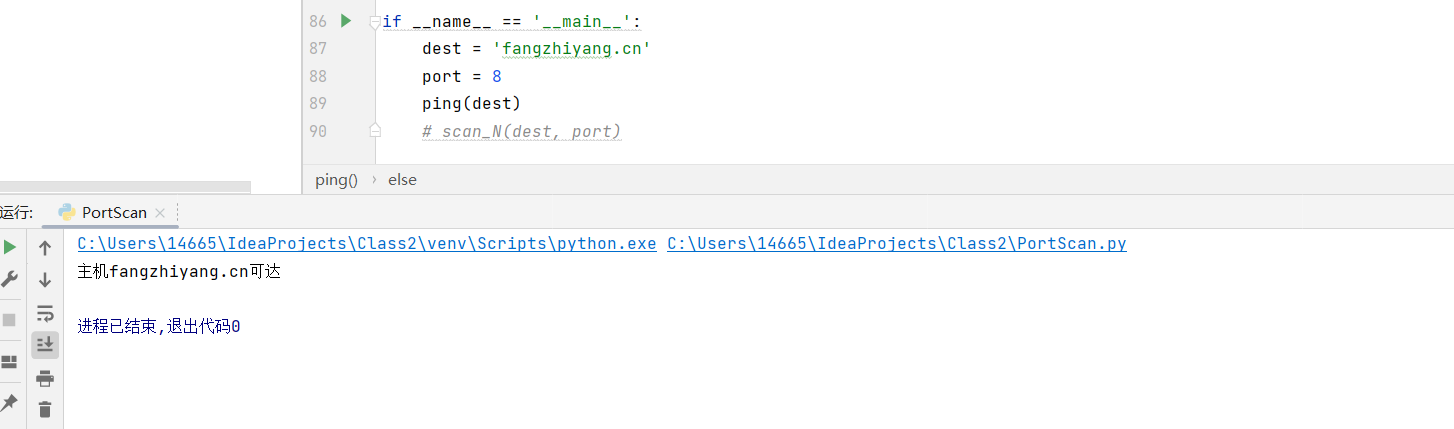 86 if __name__ == '__main__':
87 dest = 'fangzhiyang.cn'
88 port = 8
89 ping(dest)
90 # scan_N(dest, port)
ping() › else
运行: PortScan ×
C:\Users\14665\IdeaProjects\Class2\venv\Scripts\python.exe C:\Users\14665\IdeaProjects\Class2\PortScan.py
主机fangzhiyang.cn可达
进程已结束,退出代码0